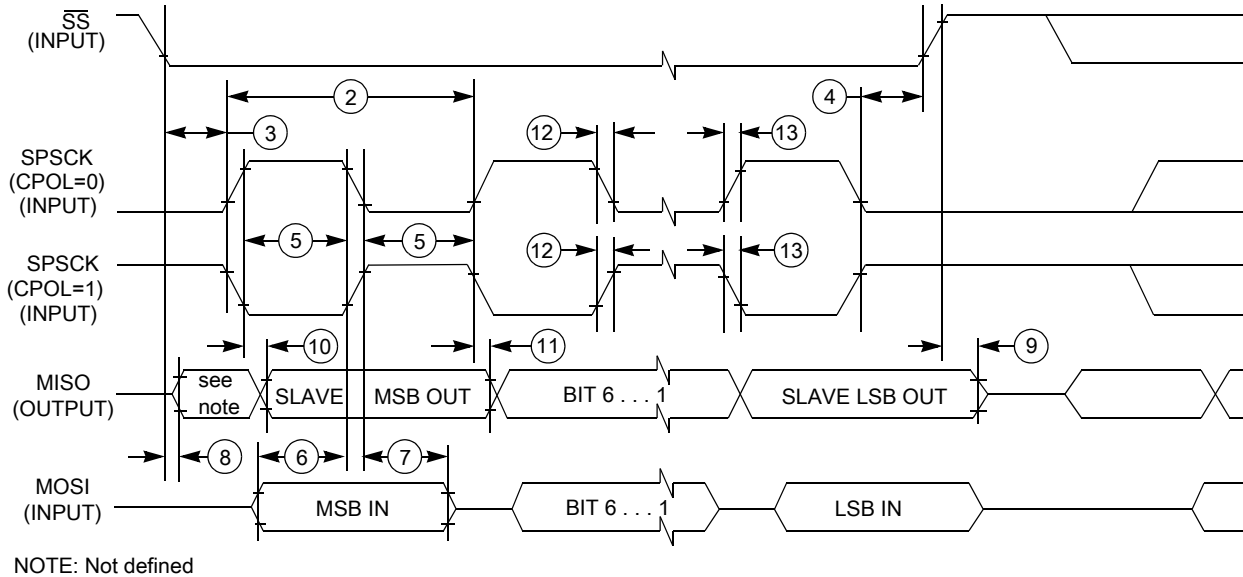 SS
(INPUT)
2
4
3
12
13
SPSCK
(CPOL=0)
(INPUT)
5
5
12
13
SPSCK
(CPOL=1)
(INPUT)
10
11
9
MISO
(OUTPUT)
see
note
SLAVE
MSB OUT
BIT 6 . . . 1
SLAVE LSB OUT
8
6
7
MOSI
(INPUT)
MSB IN
BIT 6 . . . 1
LSB IN
NOTE: Not defined